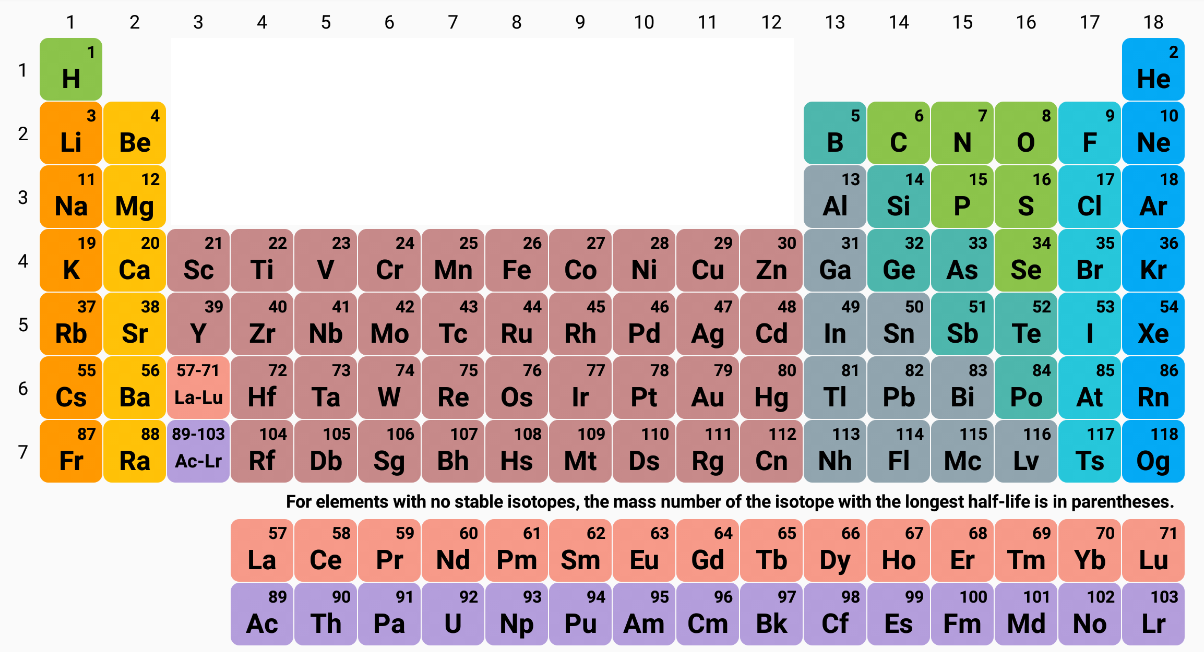 1 2 3 4 5 6 7 8 9 10 11 12 13 14 15 16 17 18
1 1 2
H He
2 3 4 5 6 7 8 9 10
Li Be B C N O F Ne
3 11 12 13 14 15 16 17 18
Na Mg Al Si P S Cl Ar
4 19 20 21 22 23 24 25 26 27 28 29 30 31 32 33 34 35 36
K Ca Sc Ti V Cr Mn Fe Co Ni Cu Zn Ga Ge As Se Br Kr
5 37 38 39 40 41 42 43 44 45 46 47 48 49 50 51 52 53 54
Rb Sr Y Zr Nb Mo Tc Ru Rh Pd Ag Cd In Sn Sb Te I Xe
6 55 56 57-71 72 73 74 75 76 77 78 79 80 81 82 83 84 85 86
Cs Ba La-Lu Hf Ta W Re Os Ir Pt Au Hg Tl Pb Bi Po At Rn
7 87 88 89-103 104 105 106 107 108 109 110 111 112 113 114 115 116 117 118
Fr Ra Ac-Lr Rf Db Sg Bh Hs Mt Ds Rg Cn Nh Fl Mc Lv Ts Og
For elements with no stable isotopes, the mass number of the isotope with the longest half-life is in parentheses.
57 58 59 60 61 62 63 64 65 66 67 68 69 70 71
La Ce Pr Nd Pm Sm Eu Gd Tb Dy Ho Er Tm Yb Lu
89 90 91 92 93 94 95 96 97 98 99 100 101 102 103
Ac Th Pa U Np Pu Am Cm Bk Cf Es Fm Md No Lr